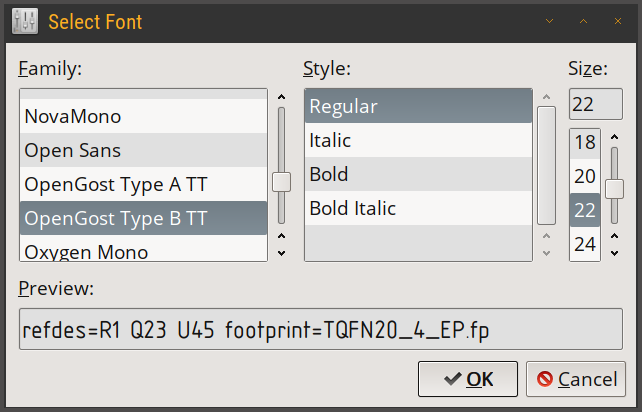 Select Font
Family:
NovaMono
Open Sans
OpenGost Type A TT
OpenGost Type B TT
Oxygen Mono
Style:
Regular
Italic
Bold
Bold Italic
Size:
22
18
20
22
24
Preview:
refdes=R1 Q23 U45 footprint=TQFN20_4_EP.fp
OK
Cancel